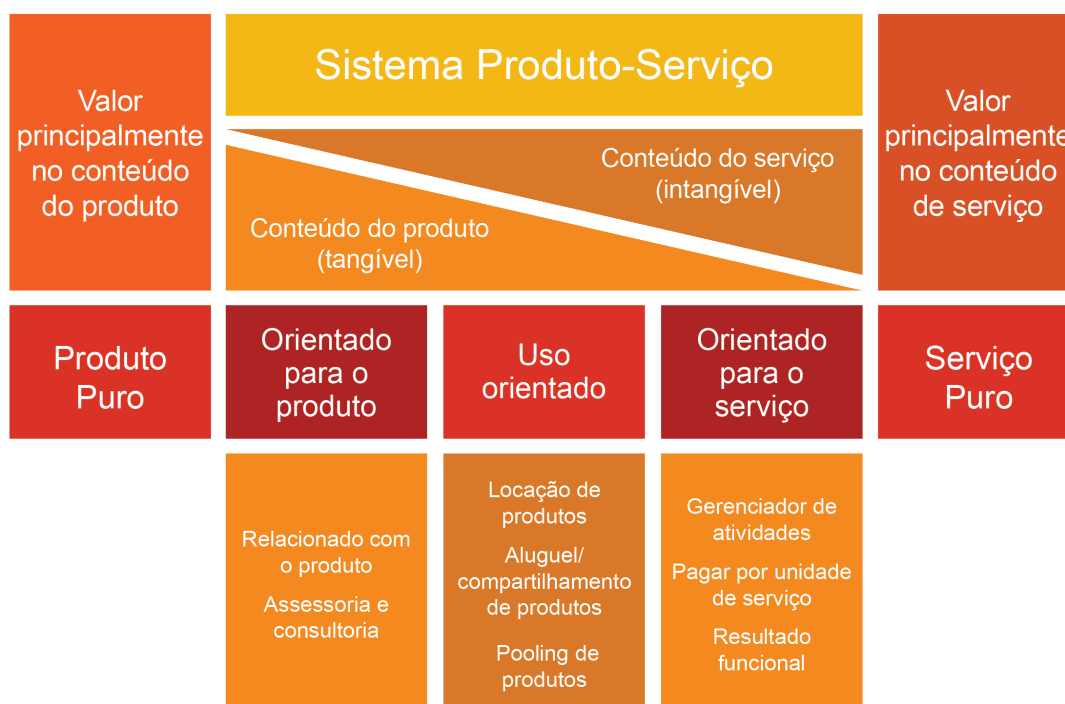 Valor
principalmente
no conteúdo
do produto
Sistema Produto-Serviço
Conteúdo do serviço
(intangível)
Conteúdo do produto
(tangível)
Valor
principalmente
no conteúdo
de serviço
Produto
Puro
Orientado
para o
produto
Uso
orientado
Orientado
para o
serviço
Serviço
Puro
Relacionado com
o produto
Assessoria e
consultoria
Locação de
produtos
Aluguel/
compartilhamento
de produtos
Pooling de
produtos
Gerenciador de
atividades
Pagar por unidade
de serviço
Resultado
funcional